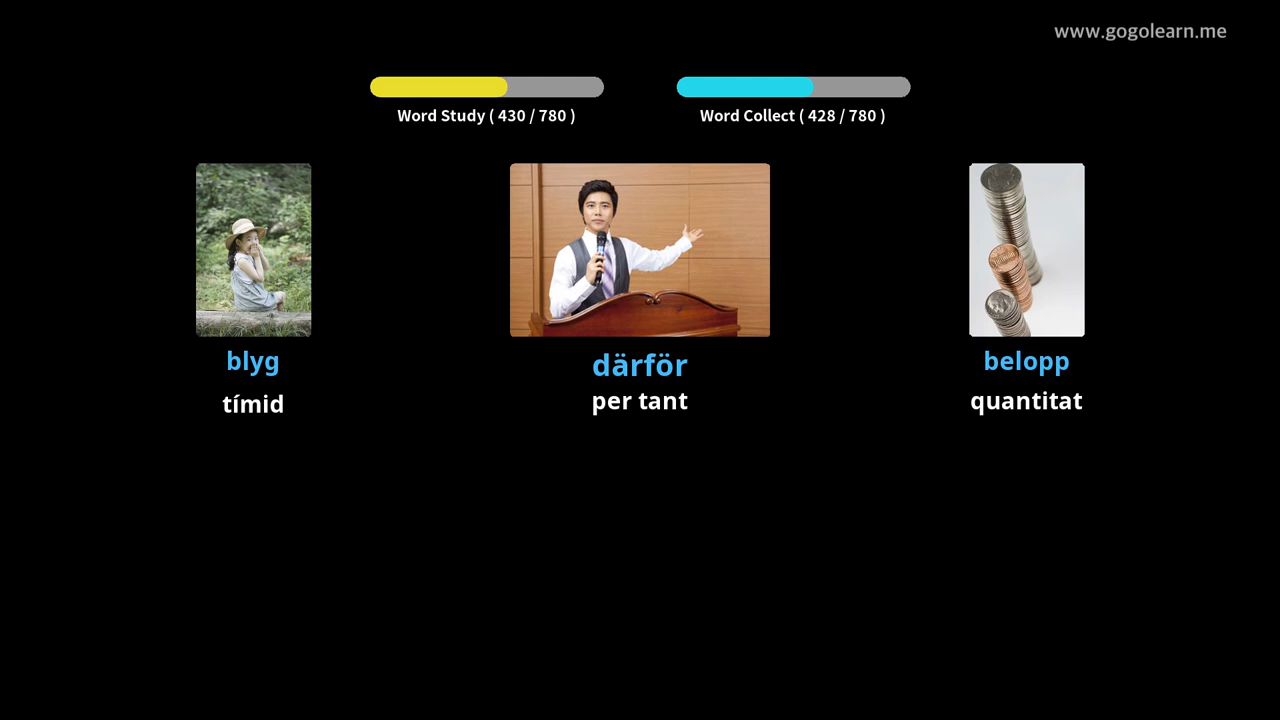 www.gogolearn.me
Word Study ( 430 / 780 )
Word Collect ( 428 / 780 )
blyg
tímid
därför
per tant
belopp
quantitat